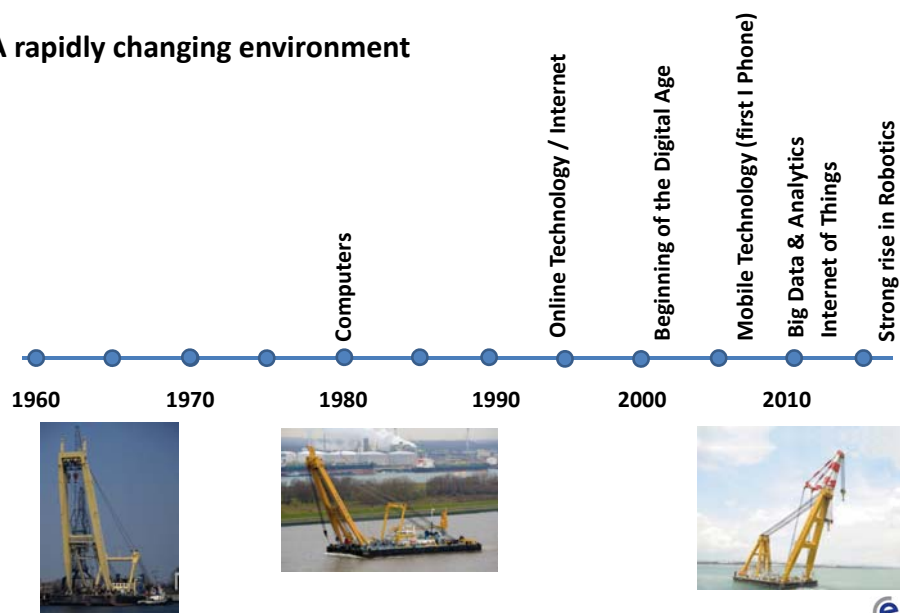 A rapidly changing environment
Computers
Online Technology / Internet
Beginning of the Digital Age
Mobile Technology (first I Phone)
Big Data & Analytics
Internet of Things
Strong rise in Robotics
1960
1970
1980
1990
2000
2010
e